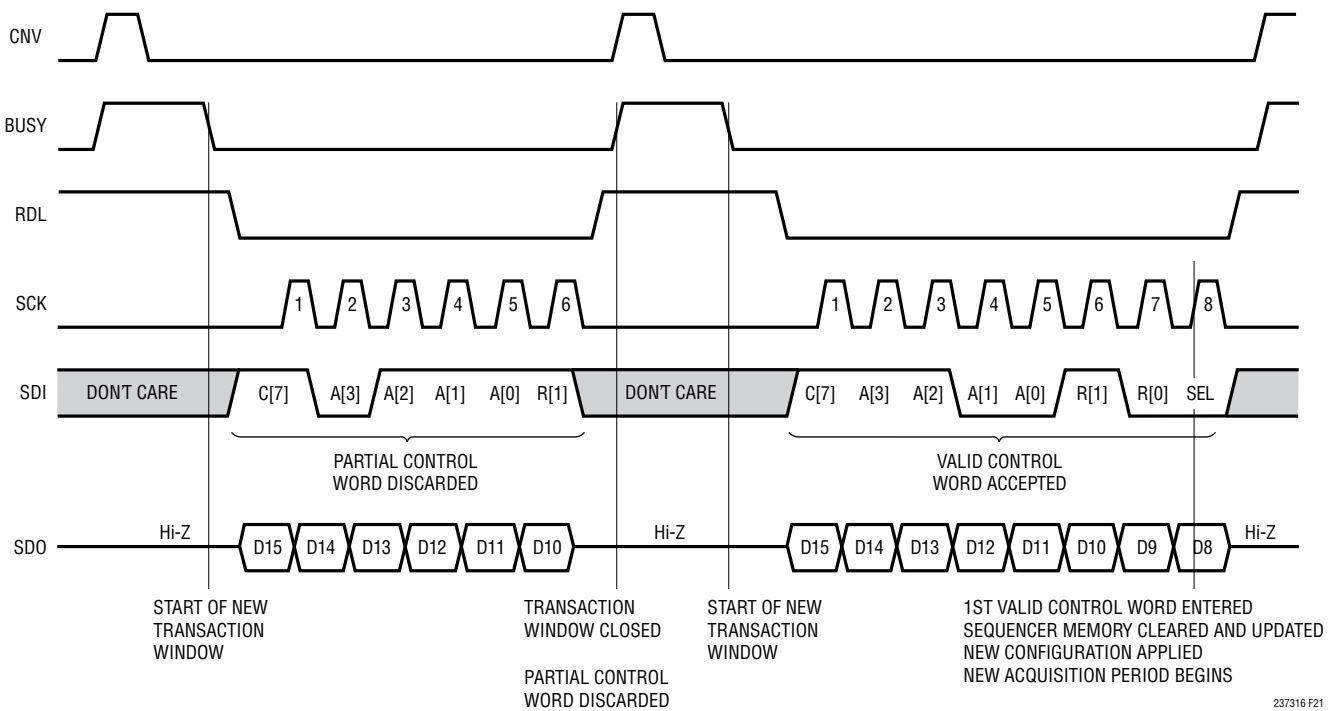 CNV
BUSY
RDL
SCK 1 2 3 4 5 6 1 2 3 4 5 6 7 8
SDI DON'T CARE C[7] A[3] A[2] A[1] A[0] R[1] DON'T CARE C[7] A[3] A[2] A[1] A[0] R[1] R[0] SEL
PARTIAL CONTROL
WORD DISCARDED
VALID CONTROL
WORD ACCEPTED
SDO Hi-Z D15 D14 D13 D12 D11 D10 Hi-Z D15 D14 D13 D12 D11 D10 D9 D8 Hi-Z
START OF NEW
TRANSACTION
WINDOW
TRANSACTION
WINDOW CLOSED
PARTIAL CONTROL
WORD DISCARDED
START OF NEW
TRANSACTION
WINDOW
1ST VALID CONTROL WORD ENTERED
SEQUENCER MEMORY CLEARED AND UPDATED
NEW CONFIGURATION APPLIED
NEW ACQUISITION PERIOD BEGINS
237316 F21